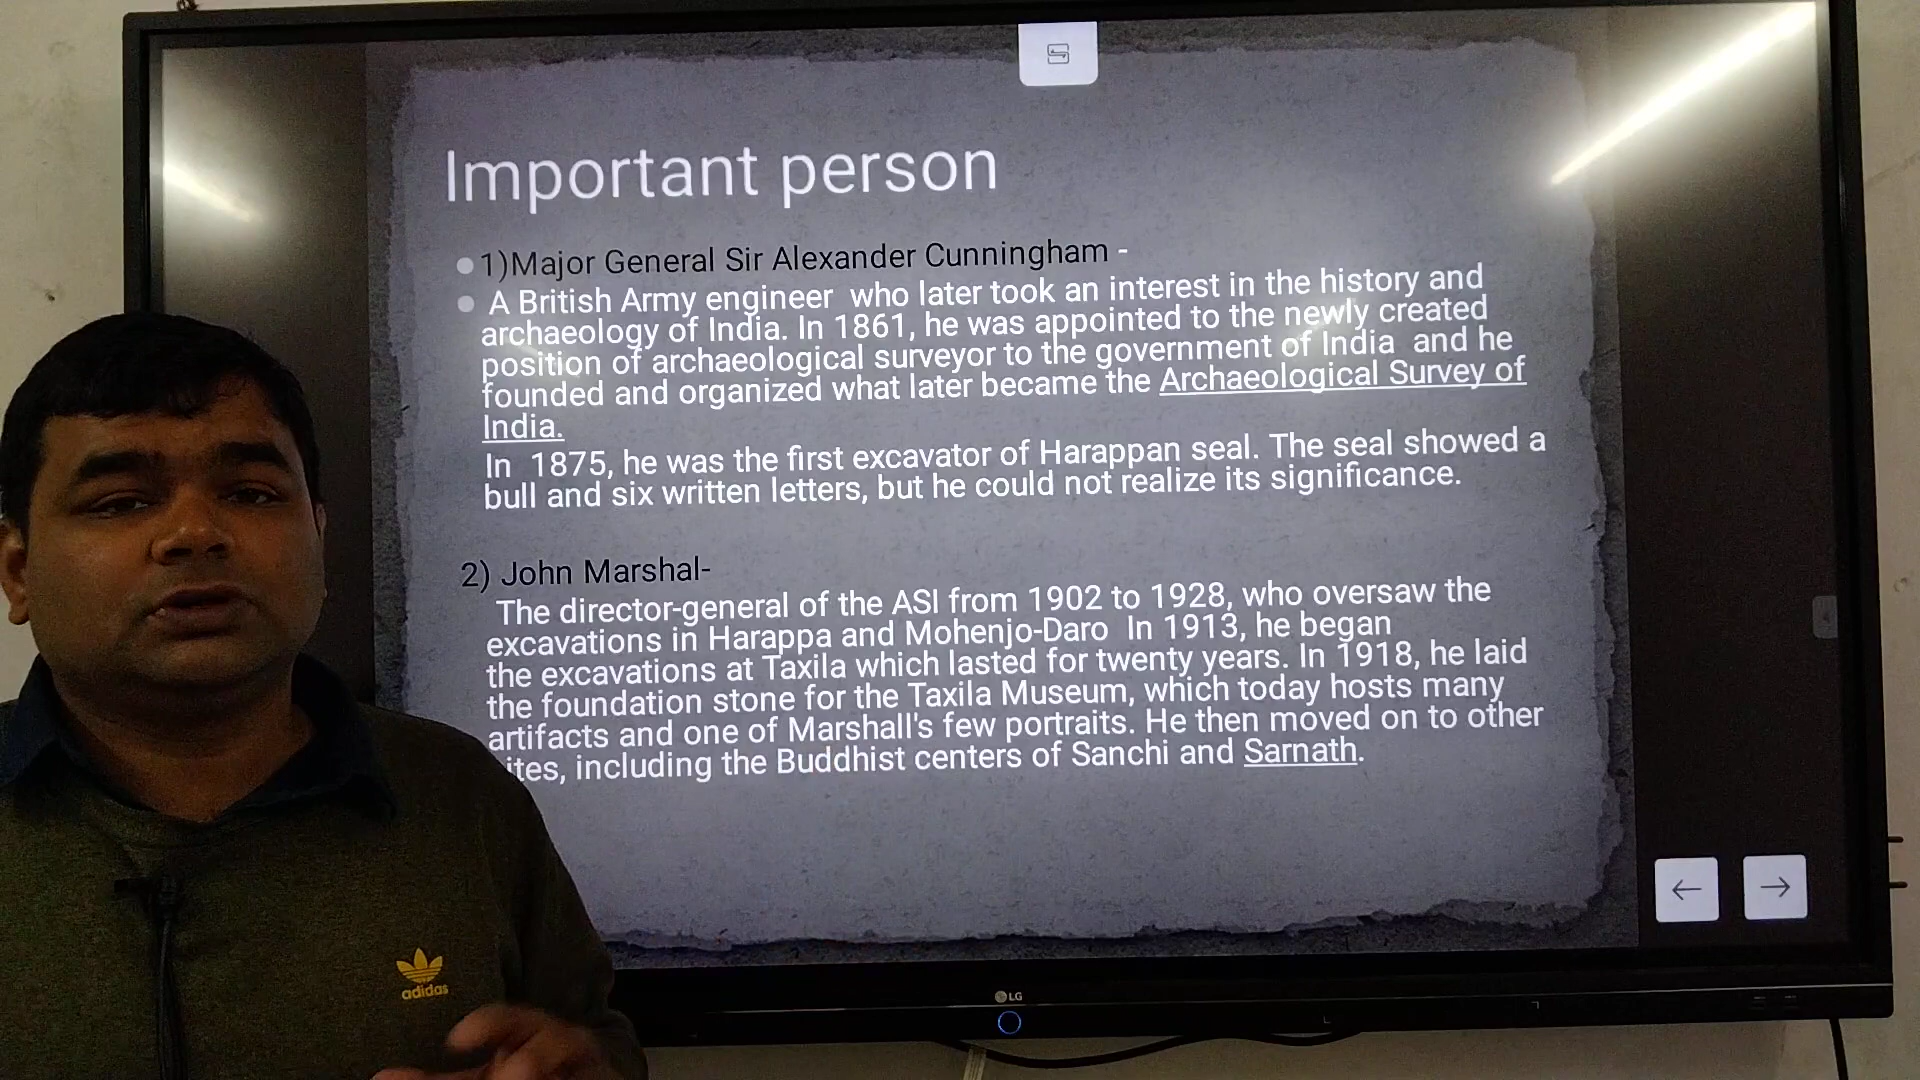 Important person
1)Major General Sir Alexander Cunningham -
A British Army engineer who later took an interest in the history and
archaeology of India. In 1861, he was appointed to the newly created
position of archaeological surveyor to the government of India and he
founded and organized what later became the Archaeological Survey of
India.
In 1875, he was the first excavator of Harappan seal. The seal showed a
bull and six written letters, but he could not realize its significance.
2) John Marshal-
The director-general of the ASI from 1902 to 1928, who oversaw the
excavations in Harappa and Mohenjo-Daro In 1913, he began
the excavations at Taxila which lasted for twenty years. In 1918, he laid
the foundation stone for the Taxila Museum, which today hosts many
artifacts and one of Marshall's few portraits. He then moved on to other
ites, including the Buddhist centers of Sanchi and Sarnath.
adidas
LG